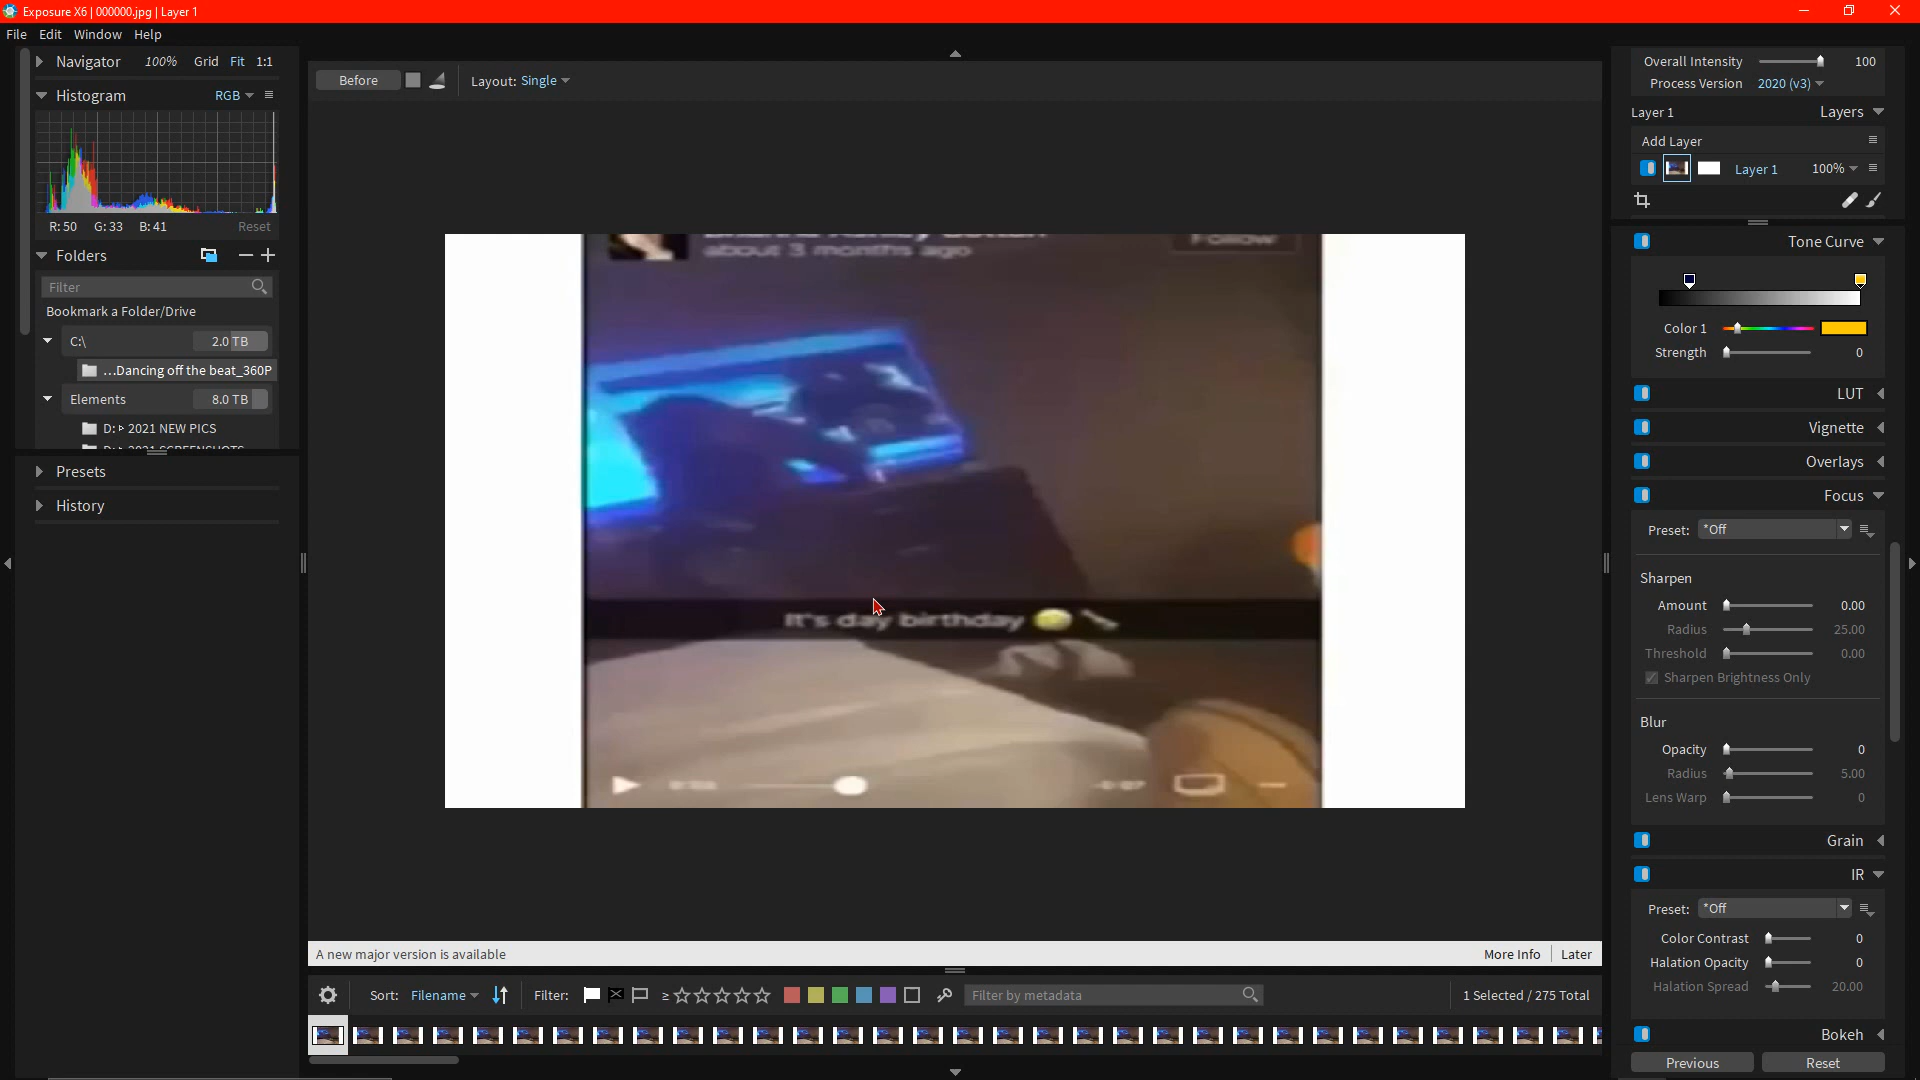 Exposure X6 | 000000.jpg | Layer 1
File Edit Window Help
Navigator 100% Grid Fit 1:1
Histogram RGB
R: 50 G: 33 B: 41 Reset
Folders
Filter
Bookmark a Folder/Drive
C:\ 2.0 TB
...Dancing off the beat_360P
Elements 8.0 TB
D: 2021 NEW PICS
D: 2021 SCREENSHOTS
Presets
History
Before Layout: Single
about 3 months ago
Follow
It's day birthday
A new major version is available More Info Later
Sort: Filename Filter: ≥ Filter by metadata 1 Selected / 275 Total
Overall Intensity 100
Process Version 2020 (v3)
Layer 1 Layers
Add Layer
Layer 1 100%
Tone Curve
Color 1
Strength 0
LUT
Vignette
Overlays
Focus
Preset: *Off
Sharpen
Amount 0.00
Radius 25.00
Threshold 0.00
Sharpen Brightness Only
Blur
Opacity 0
Radius 5.00
Lens Warp 0
Grain
IR
Preset: *Off
Color Contrast 0
Halation Opacity 0
Halation Spread 20.00
Bokeh
Previous Reset